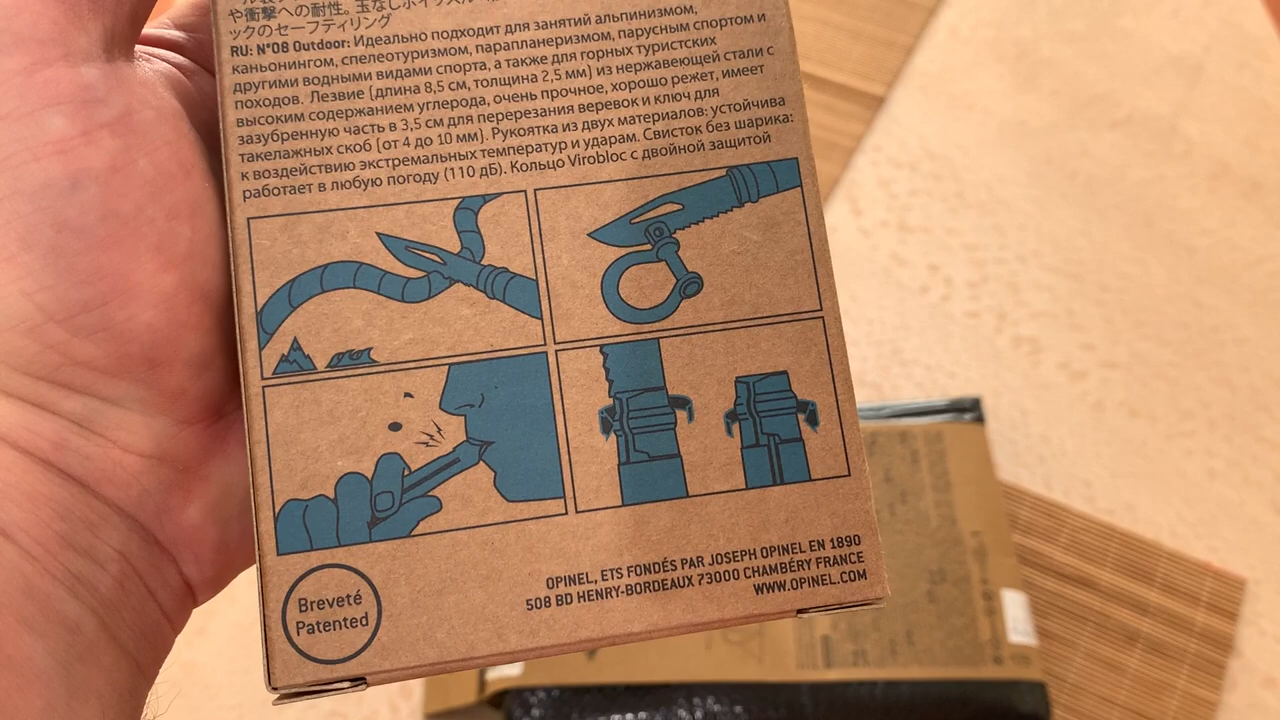 や衝撃への耐性。玉なしホイッスル
ックのセーフティリング
RU: N°08 Outdoor: Идеально подходит для занятий альпинизмом,
каньонингом, спелеотуризмом, парапланеризмом, парусным спортом и
другими водными видами спорта, а также для горных туристских
походов. Лезвие (длина 8,5 см, толщина 2,5 мм) из нержавеющей стали с
высоким содержанием углерода, очень прочное, хорошо режет, имеет
зазубренную часть в 3,5 см для перерезания веревок и ключ для
такелажных скоб (от 4 до 10 мм). Рукоятка из двух материалов: устойчива
к воздействию экстремальных температур и ударам. Свисток без шарика:
работает в любую погоду (110 дБ). Кольцо Virobloc с двойной защитой
Breveté
Patented
OPINEL, ETS FONDÉS PAR JOSEPH OPINEL EN 1890
508 BD HENRY-BORDEAUX 73000 CHAMBÉRY FRANCE
WWW.OPINEL.COM